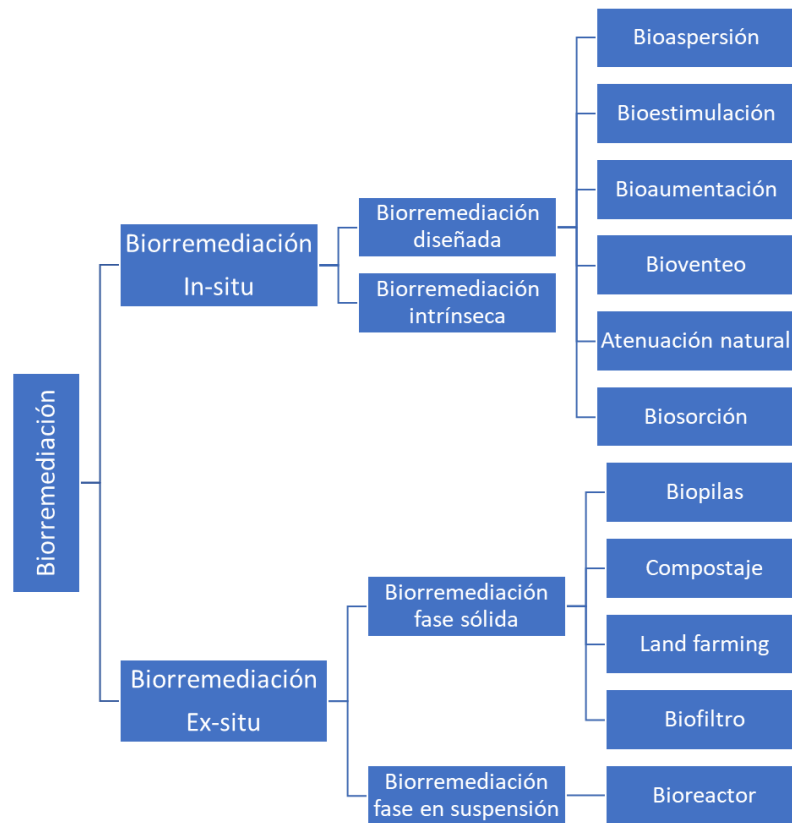 Biorremediación
Biorremediación
In-situ
Biorremediación
diseñada
Bioaspersión
Bioestimulación
Bioaumentación
Bioventeo
Atenuación natural
Biosorción
Biorremediación
intrínseca
Biorremediación
Ex-situ
Biorremediación
fase sólida
Biopilas
Compostaje
Land farming
Biofiltro
Biorremediación
fase en suspensión
Bioreactor